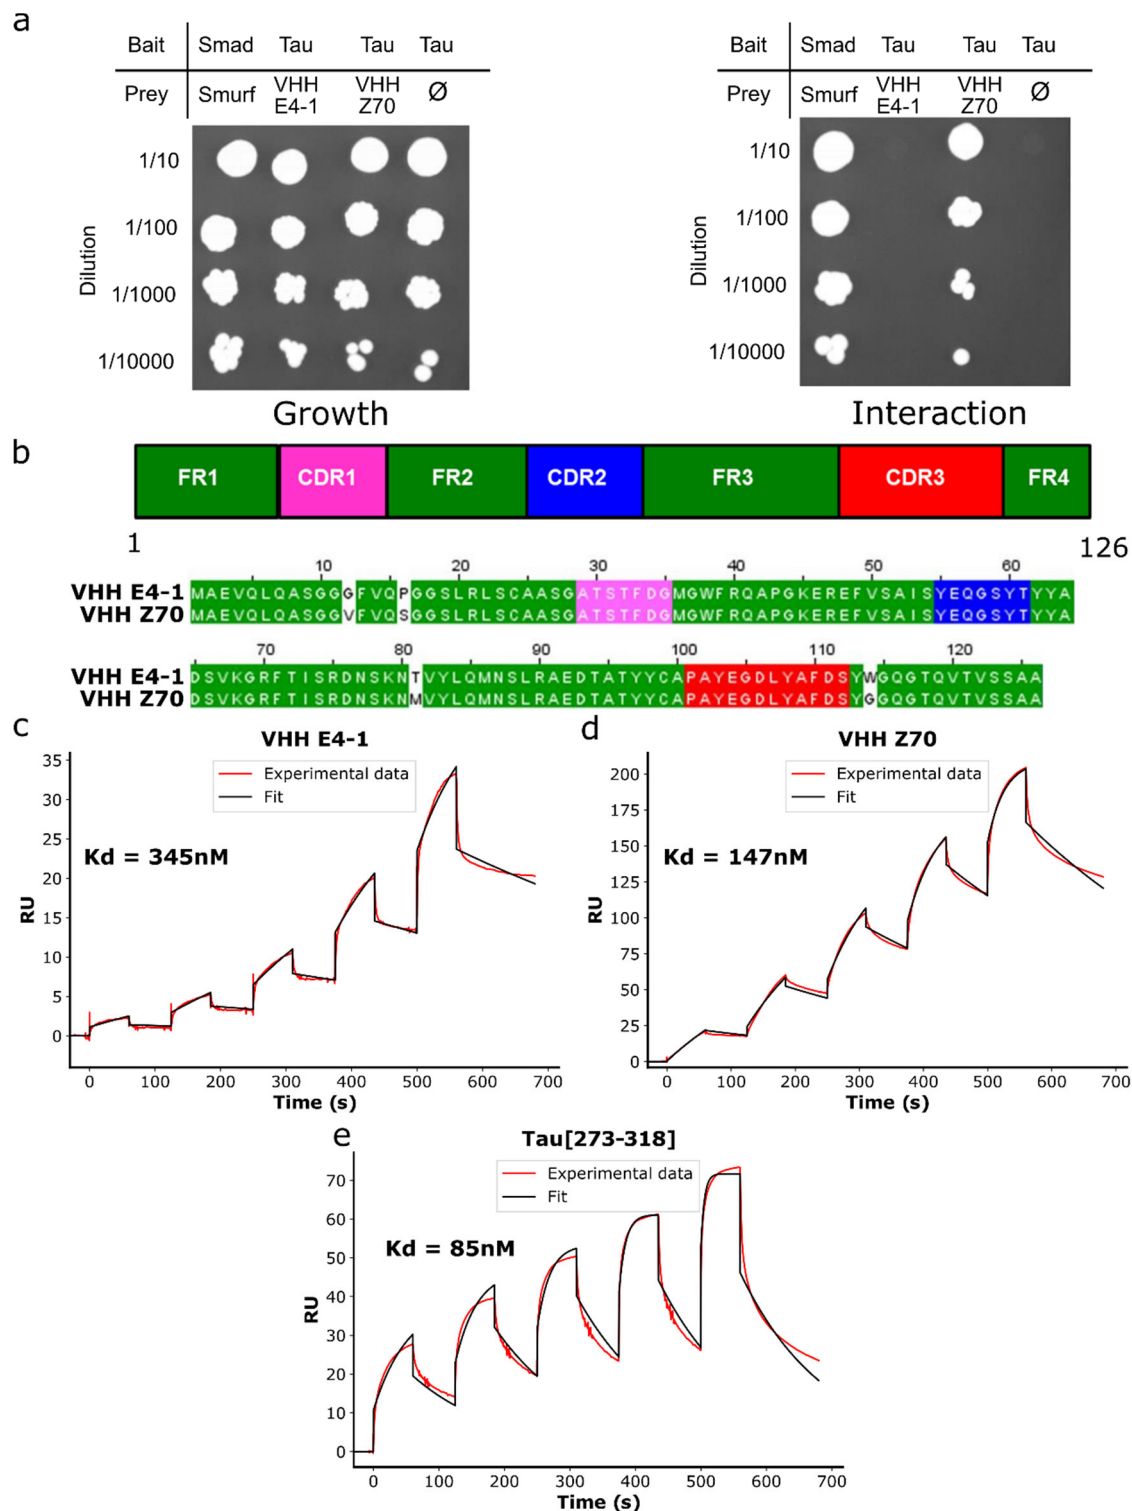 a
Bait Smad Tau Tau Tau
Prey Smurf VHH E4-1 VHH Z70 Ø
Dilution
1/10
1/100
1/1000
1/10000
Growth
Bait Smad Tau Tau Tau
Prey Smurf VHH E4-1 VHH Z70 Ø
Dilution
1/10
1/100
1/1000
1/10000
Interaction
b
FR1 CDR1 FR2 CDR2 FR3 CDR3 FR4
1 126
10 20 30 40 50 60
VHH E4-1 MAEVQLQASGGGFVQPGGSLRLSCAASGATSTFDGMGWFRQAPGKEREFVSAISYEQGSYTYYA
VHH Z70 MAEVQLQASGGVFVQSGGSLRLSCAASGATSTFDGMGWFRQAPGKEREFVSAISYEQGSYTYYA
70 80 90 100 110 120
VHH E4-1 DSVKGRFTISRDNSKNTVYLQMNSLRAEDTATYYCAPAYEGDLYAFDSYWGQGTQVTVSSAA
VHH Z70 DSVKGRFTISRDNSKNMVYLQMNSLRAEDTATYYCAPAYEGDLYAFDSYGGQGTQVTVSSAA
c
VHH E4-1
Experimental data
Fit
Kd = 345nM
RU
35
30
25
20
15
10
5
0
0 100 200 300 400 500 600 700
Time (s)
d
VHH Z70
Experimental data
Fit
Kd = 147nM
RU
200
175
150
125
100
75
50
25
0
0 100 200 300 400 500 600 700
Time (s)
e
Tau[273-318]
Experimental data
Fit
Kd = 85nM
RU
70
60
50
40
30
20
10
0
0 100 200 300 400 500 600 700
Time (s)